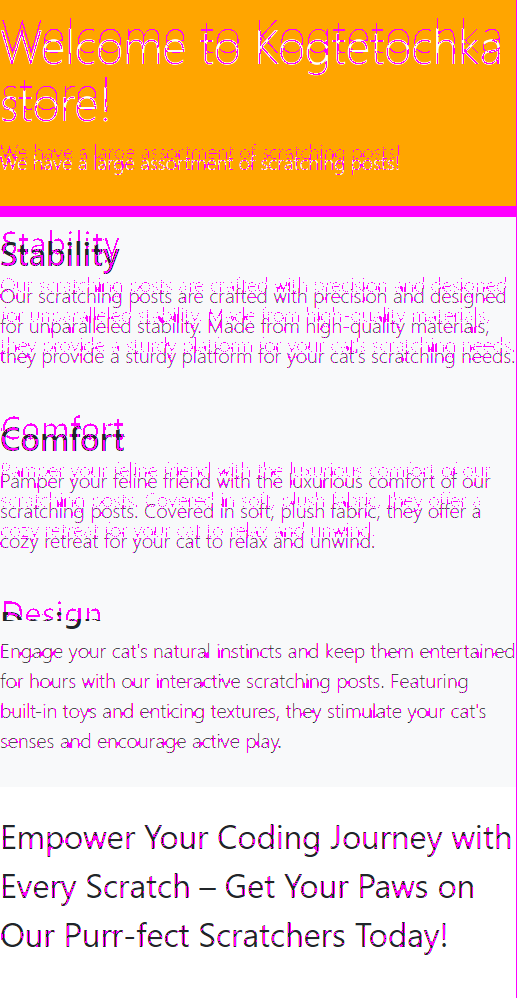 Welcome to Kogtetochka
store!
We have a large assortment of scratching posts!
Stability
Our scratching posts are crafted with precision and designed
for unparalleled stability. Made from high-quality materials,
they provide a sturdy platform for your cat's scratching needs.
Comfort
Pamper your feline friend with the luxurious comfort of our
scratching posts. Covered in soft, plush fabric, they offer a
cozy retreat for your cat to relax and unwind.
Design
Engage your cat's natural instincts and keep them entertained
for hours with our interactive scratching posts. Featuring
built-in toys and enticing textures, they stimulate your cat's
senses and encourage active play.
Empower Your Coding Journey with
Every Scratch – Get Your Paws on
Our Purr-fect Scratchers Today!